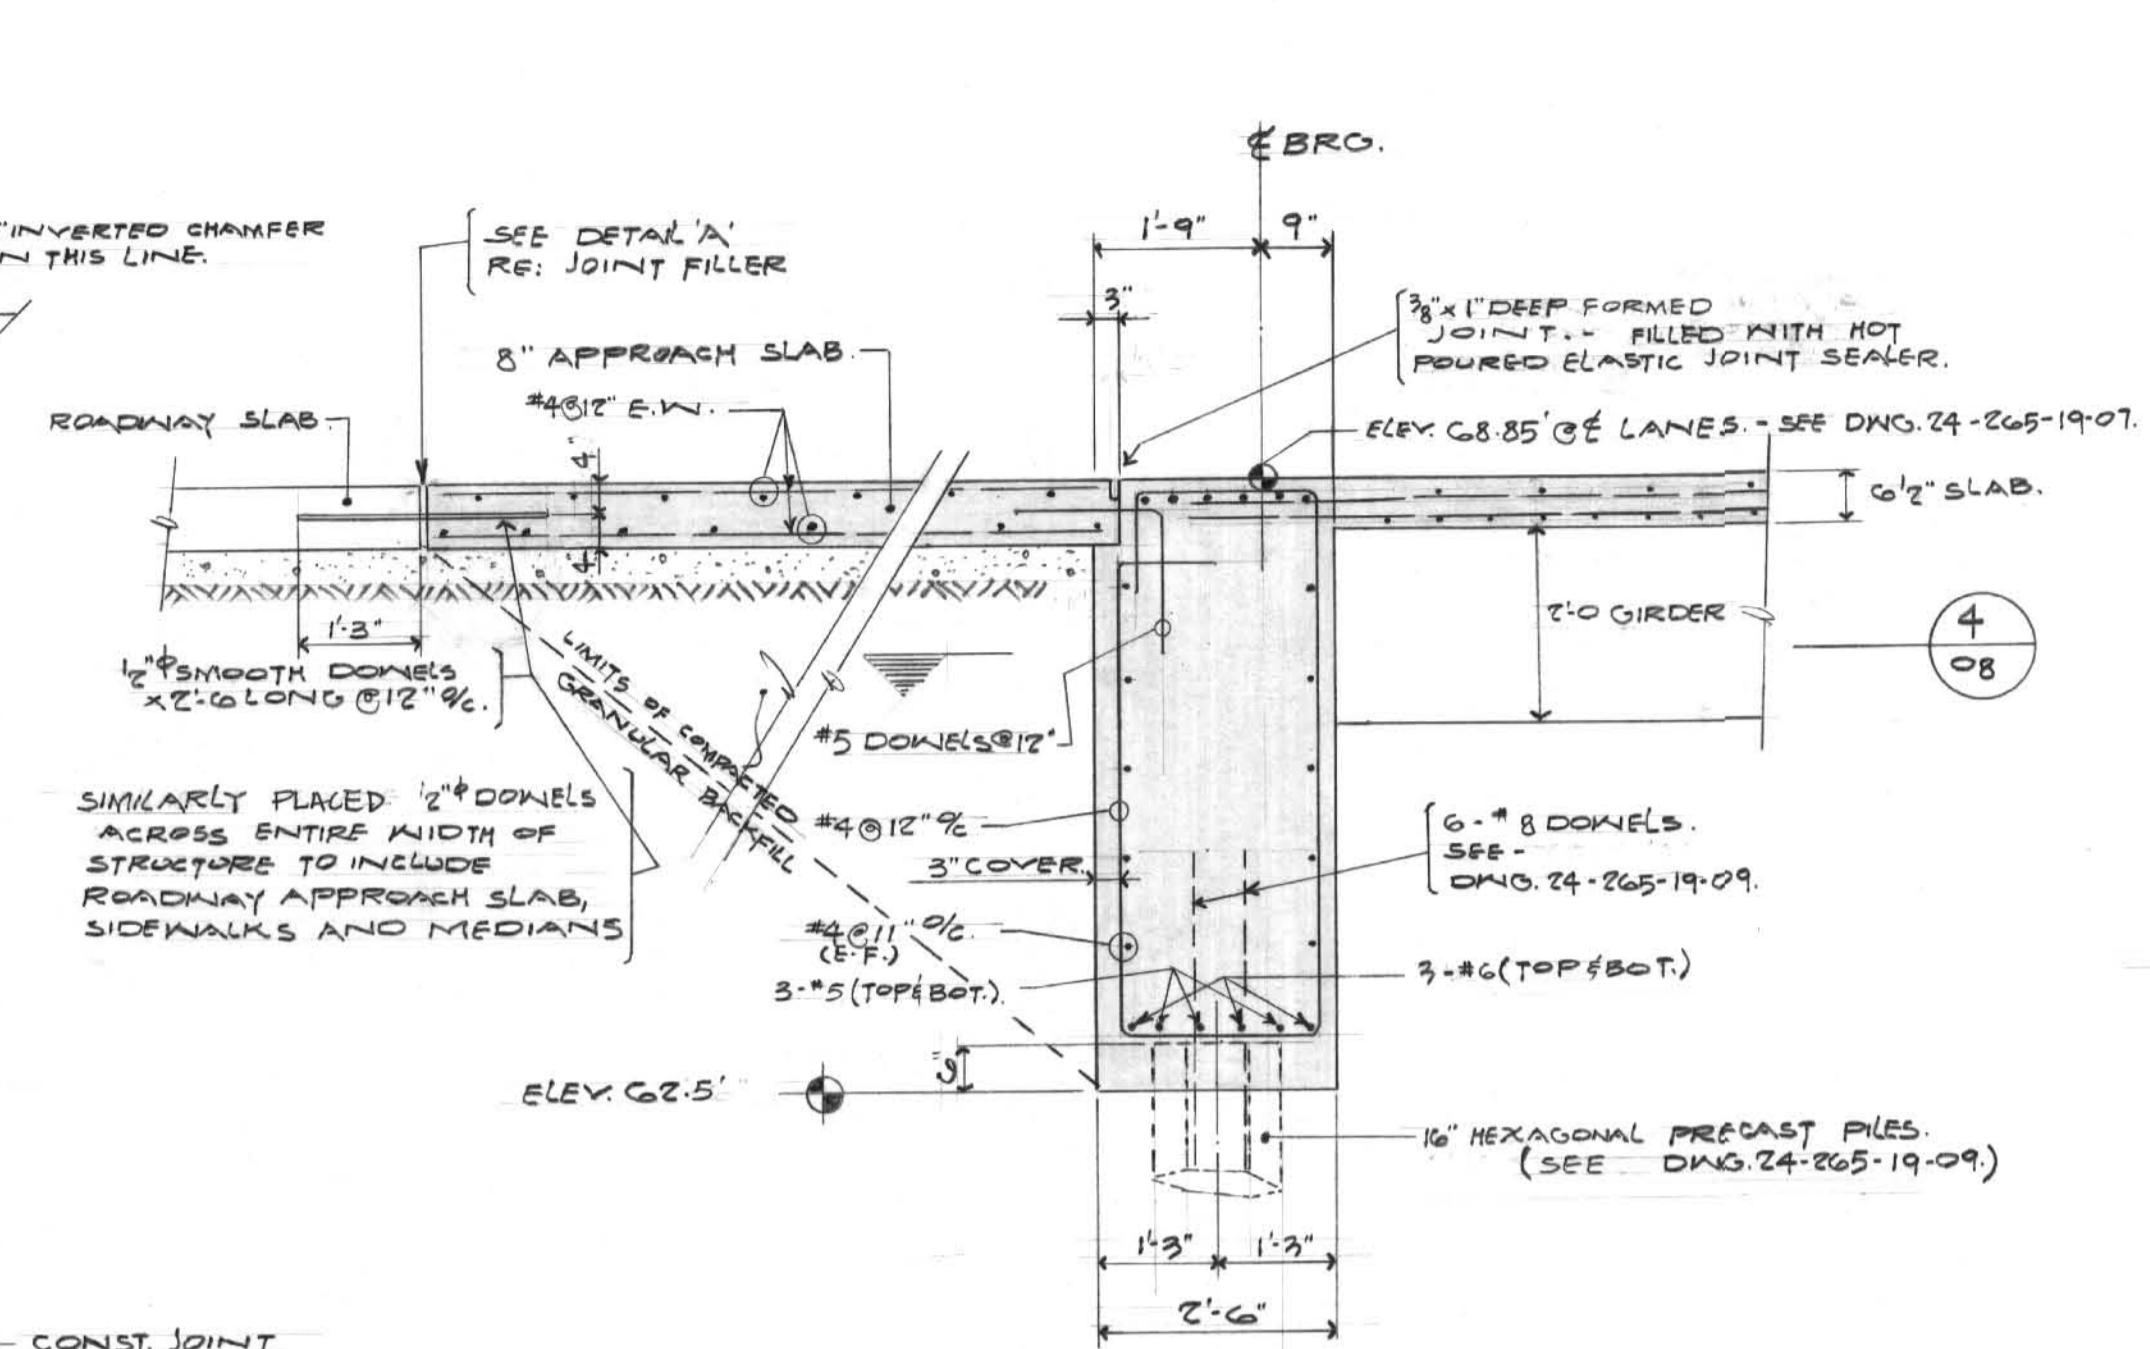 ℄ BRG.
1'-9"
9"
3"
"INVERTED CHAMFER
N THIS LINE.
SEE DETAIL 'A'
RE: JOINT FILLER
8" APPROACH SLAB.
#4@12" E.W.
ROADWAY SLAB
3/8" x 1" DEEP FORMED
JOINT. - FILLED WITH HOT
POURED ELASTIC JOINT SEALER.
ELEV. 68.85' @ ℄ LANES. - SEE DWG. 24-265-19-07.
6 1/2" SLAB.
4"
4"
1'-3"
2'-0 GIRDER
4
08
1/2"ɸ SMOOTH DOWELS
x 2'-6 LONG @ 12" o/c.
LIMITS OF COMPACTED
GRANULAR BACKFILL
#5 DOWELS @ 12"
SIMILARLY PLACED 1/2"ɸ DOWELS
ACROSS ENTIRE WIDTH OF
STRUCTURE TO INCLUDE
ROADWAY APPROACH SLAB,
SIDEWALKS AND MEDIANS
#4 @ 12" o/c
3" COVER.
6 - #8 DOWELS.
SEE -
DWG. 24-265-19-09.
#4 @ 11" o/c.
(E.F.)
3-#5 (TOP & BOT.).
3-#6 (TOP & BOT.)
6"
ELEV. 62.5'
16" HEXAGONAL PRECAST PILES.
(SEE DWG. 24-265-19-09.)
1'-3"
1'-3"
2'-6"
CONST. JOINT